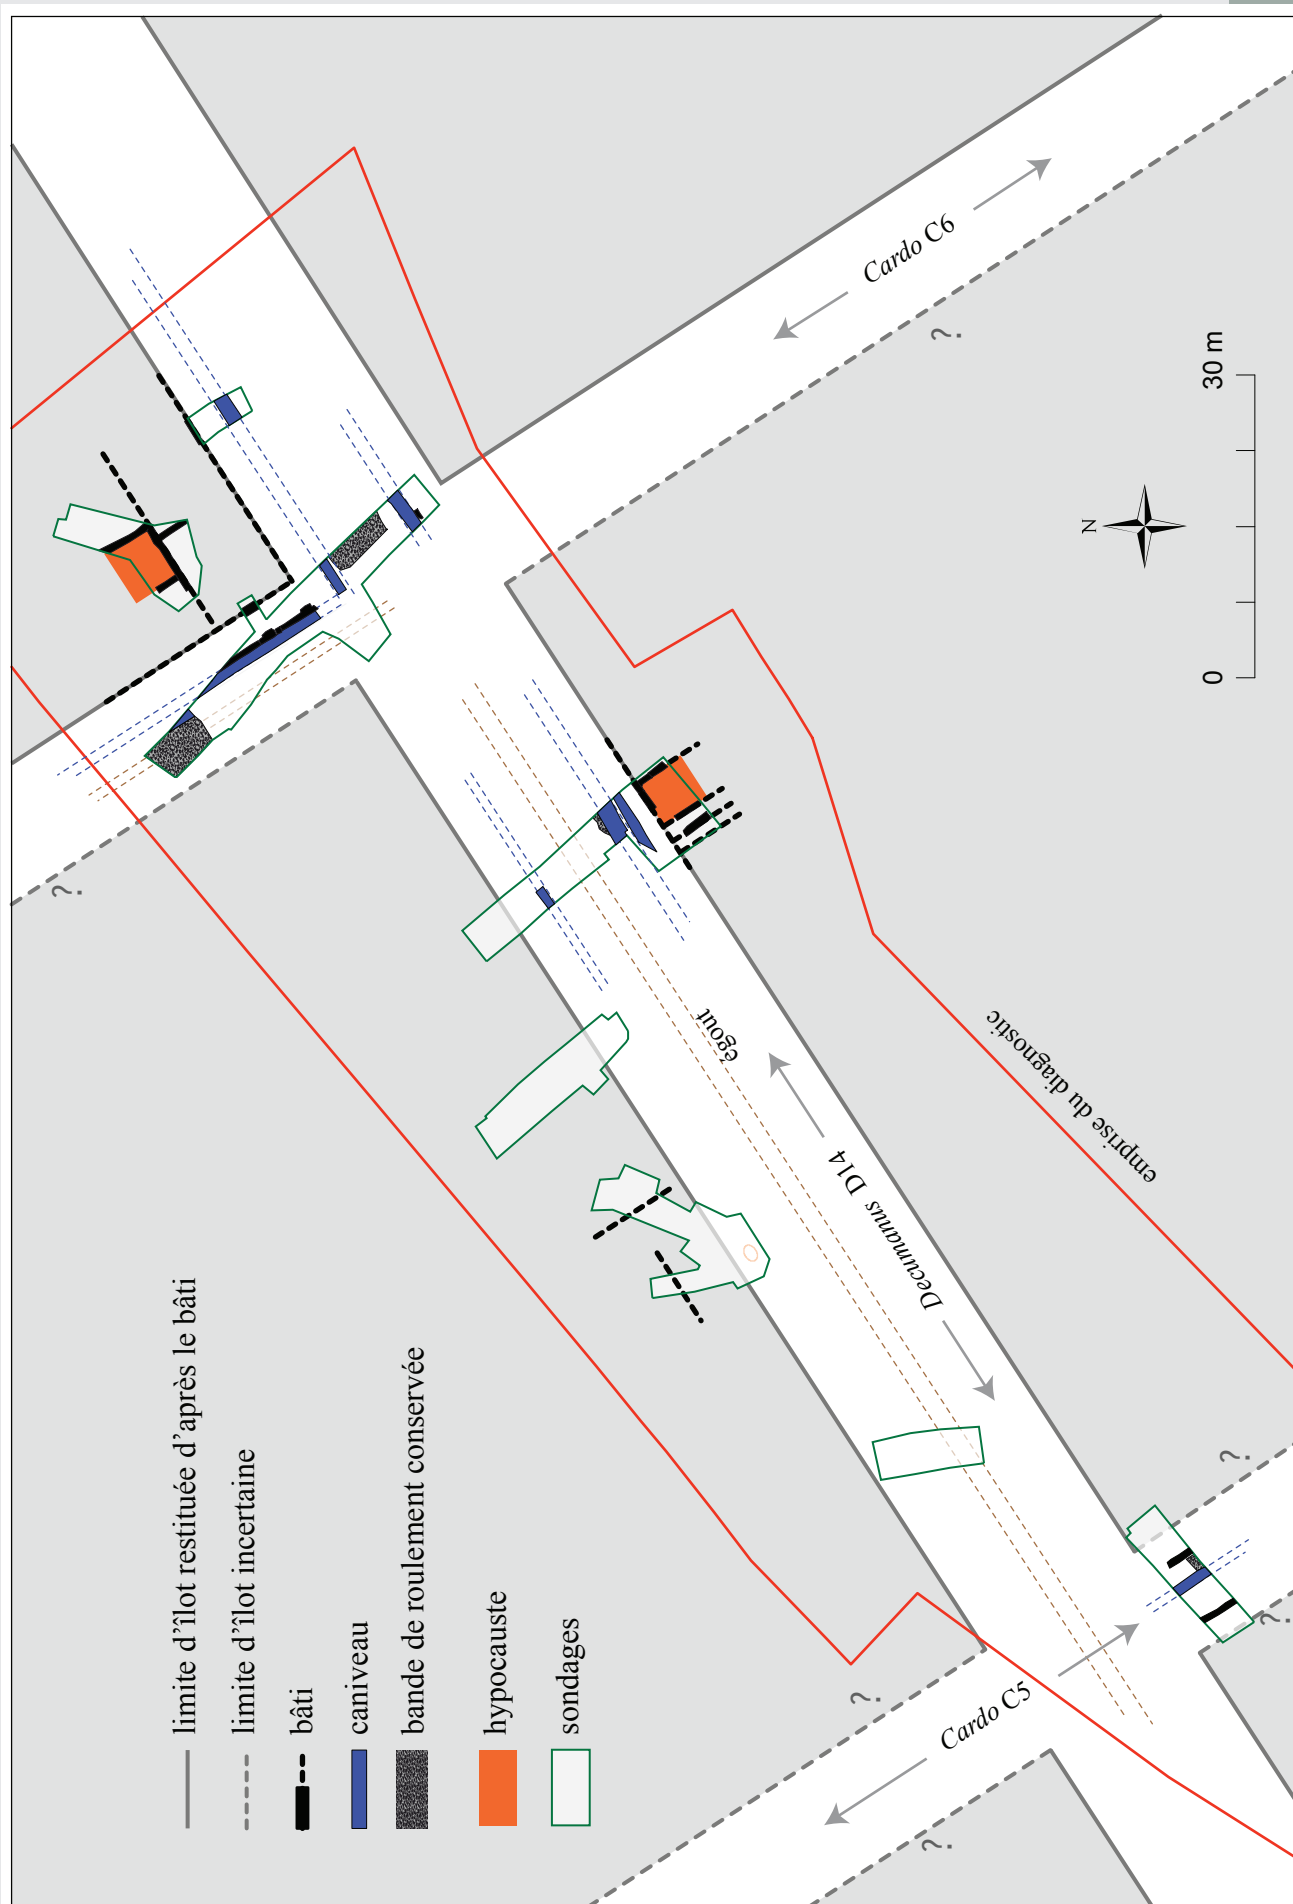 limite d'îlot restituée d'après le bâti
limite d'îlot incertaine
bâti
caniveau
bande de roulement conservée
hypocauste
sondages
?
?
?
?
?
?
Cardo C6
Cardo C5
Decumanus D14
égout
emprise du diagnostic
N
0
30 m